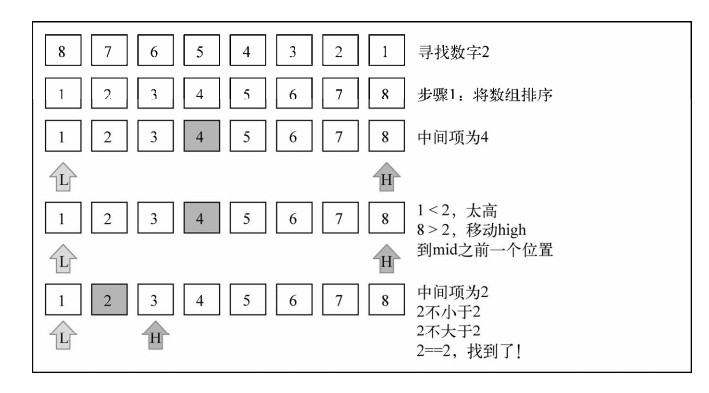 8 7 6 5 4 3 2 1 寻找数字2
1 2 3 4 5 6 7 8 步骤1：将数组排序
1 2 3 4 5 6 7 8 中间项为4
L H
1 2 3 4 5 6 7 8 1 < 2，太高
8 > 2，移动high
到mid之前一个位置
L H
1 2 3 4 5 6 7 8 中间项为2
2不小于2
2不大于2
L H
2==2，找到了！